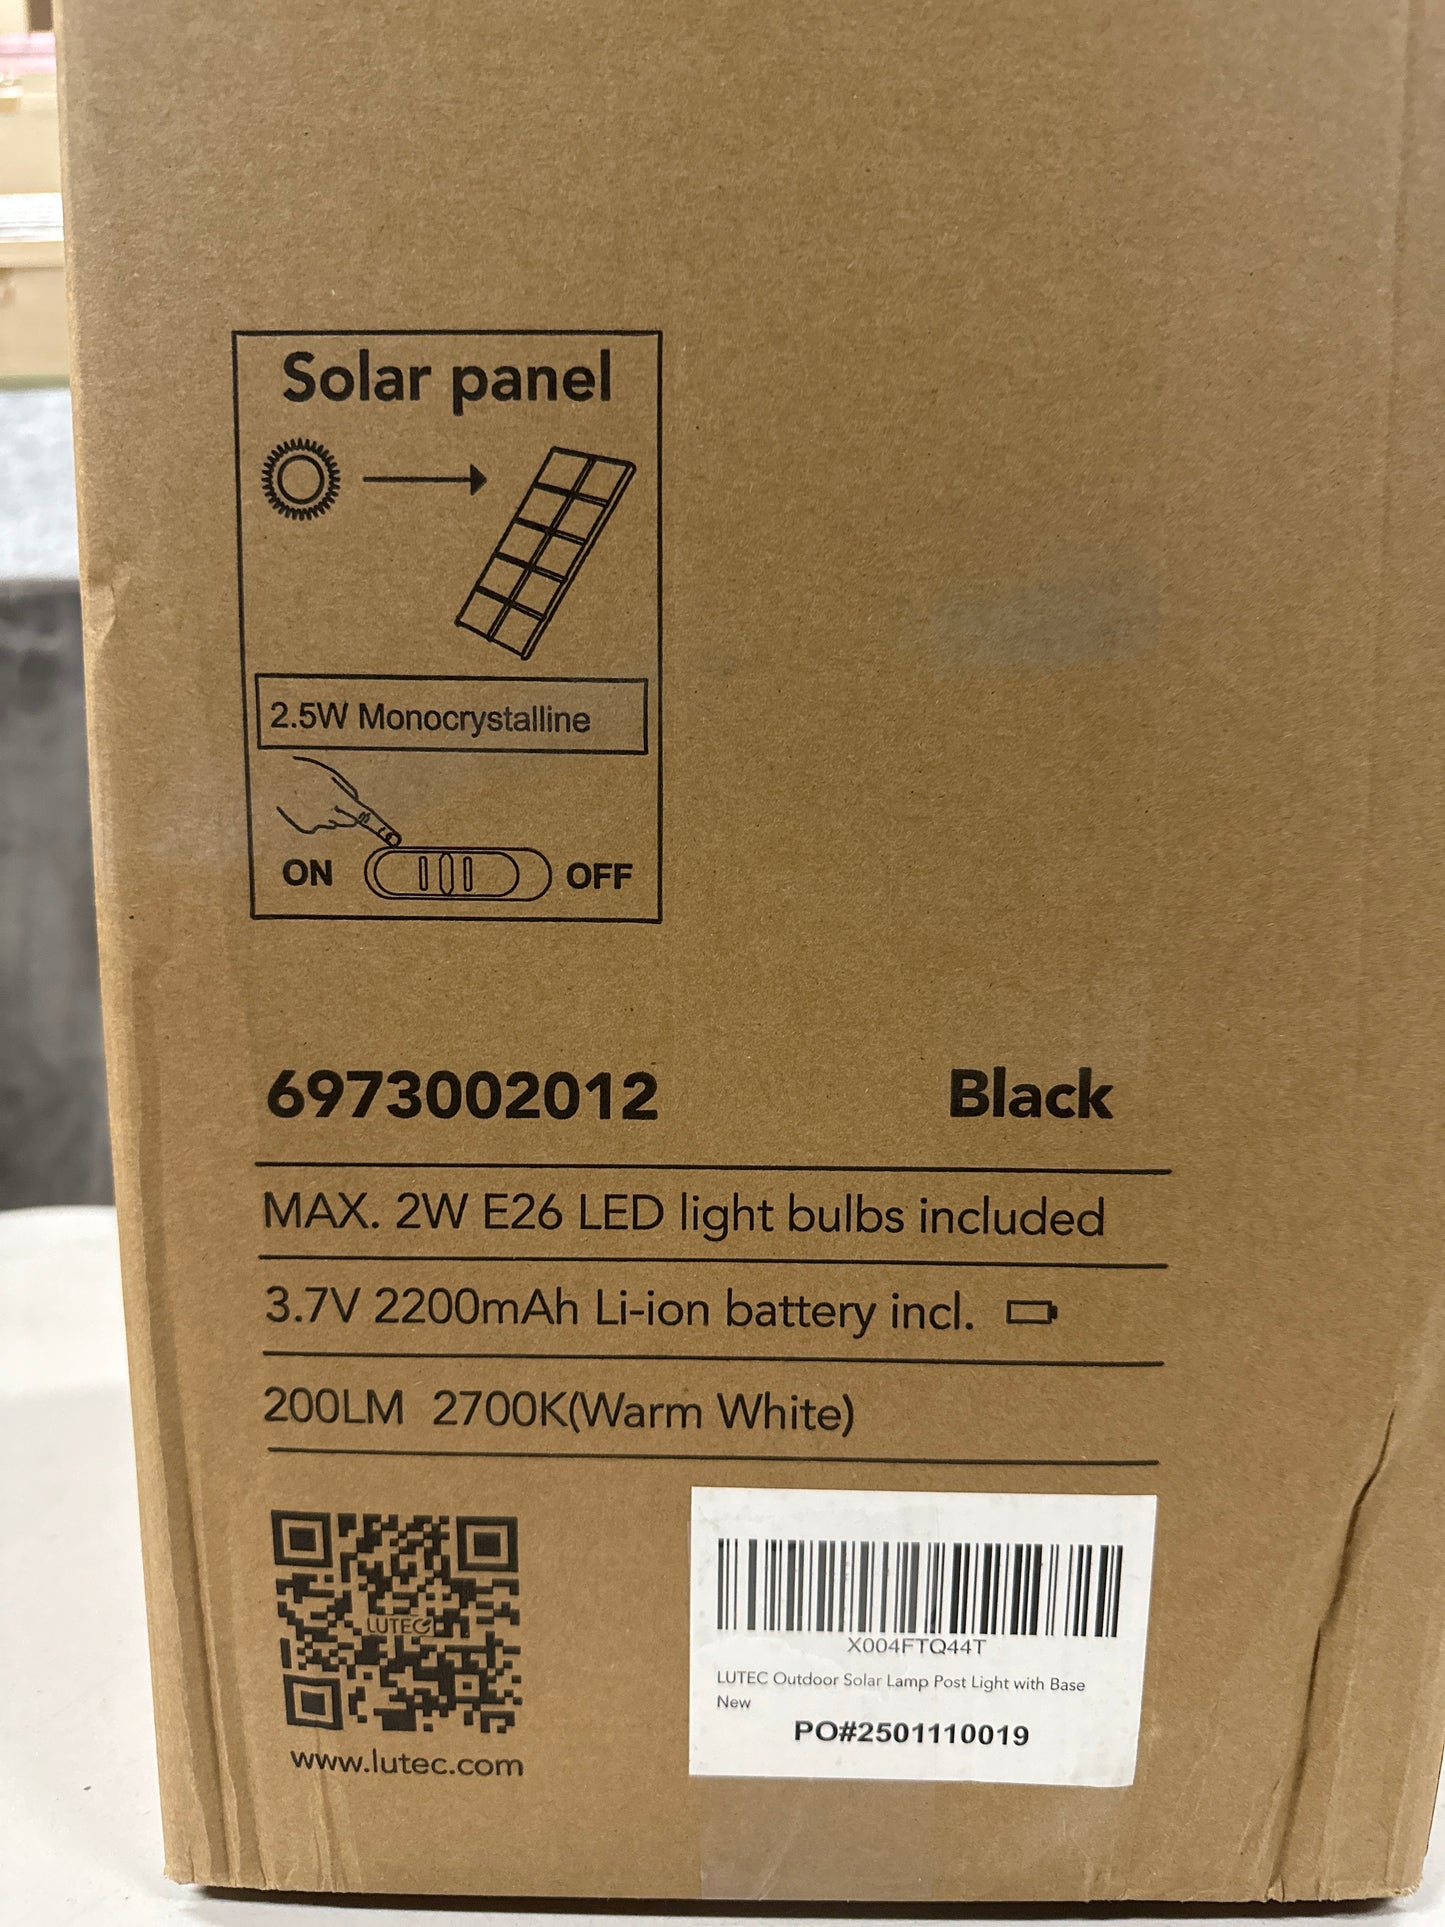 Solar panel
2.5W Monocrystalline
ON OFF
6973002012 Black
MAX. 2W E26 LED light bulbs included
3.7V 2200mAh Li-ion battery incl.
200LM 2700K(Warm White)
LUTEC
www.lutec.com
X004FTQ44T
LUTEC Outdoor Solar Lamp Post Light with Base
New
PO#2501110019